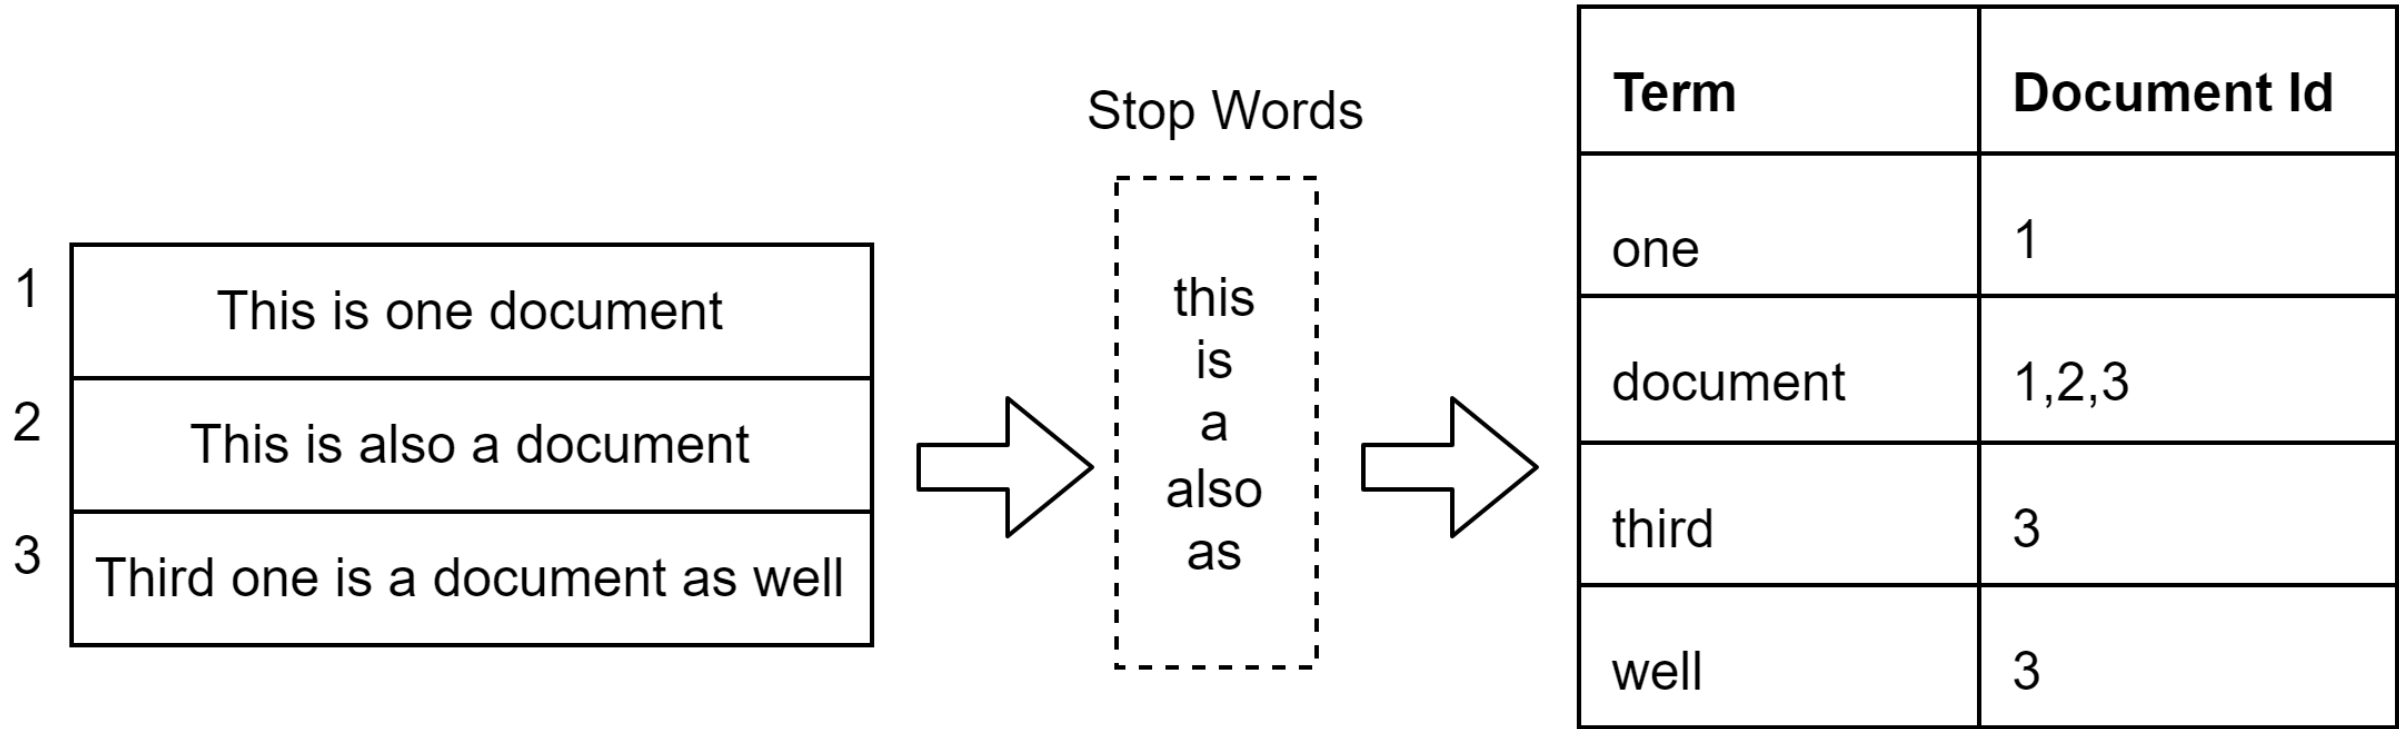 1
This is one document
2
This is also a document
3
Third one is a document as well
Stop Words
this
is
a
also
as
Term Document Id
one 1
document 1,2,3
third 3
well 3